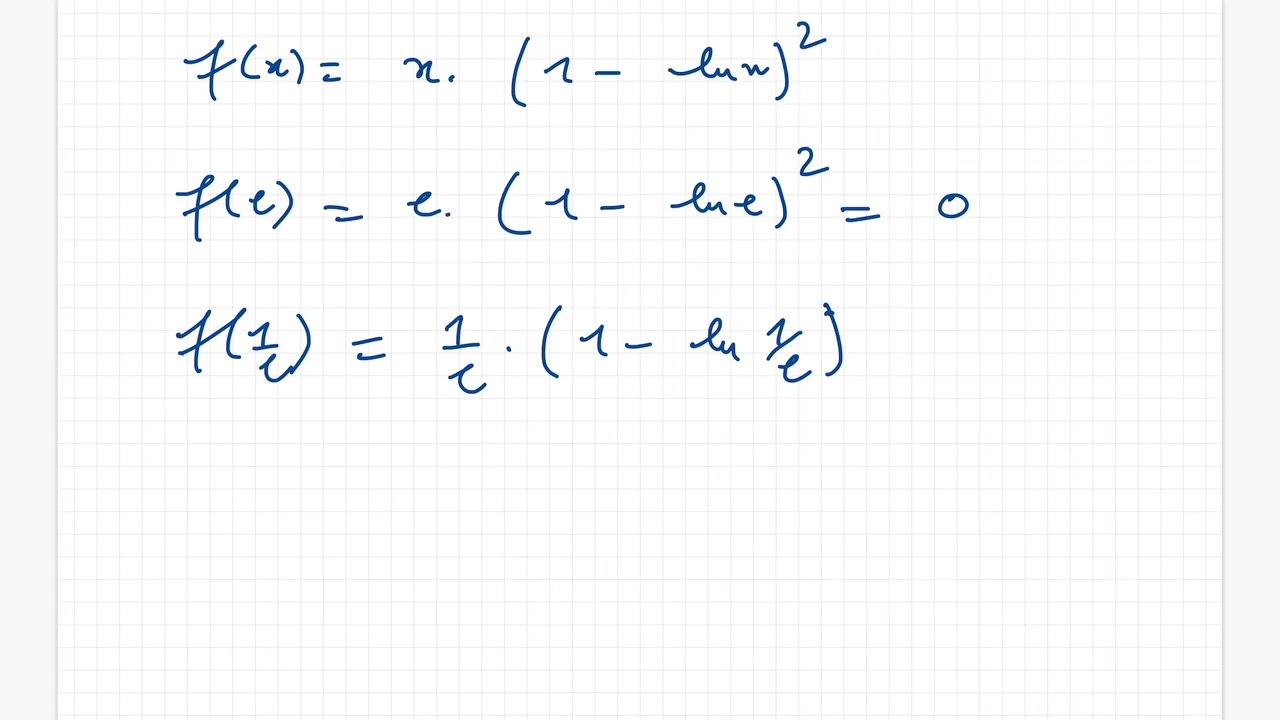 f(x) = x. (1 - ln x)²
f(e) = e. (1 - ln e)² = 0
f(1/e) = 1/e . (1 - ln 1/e)